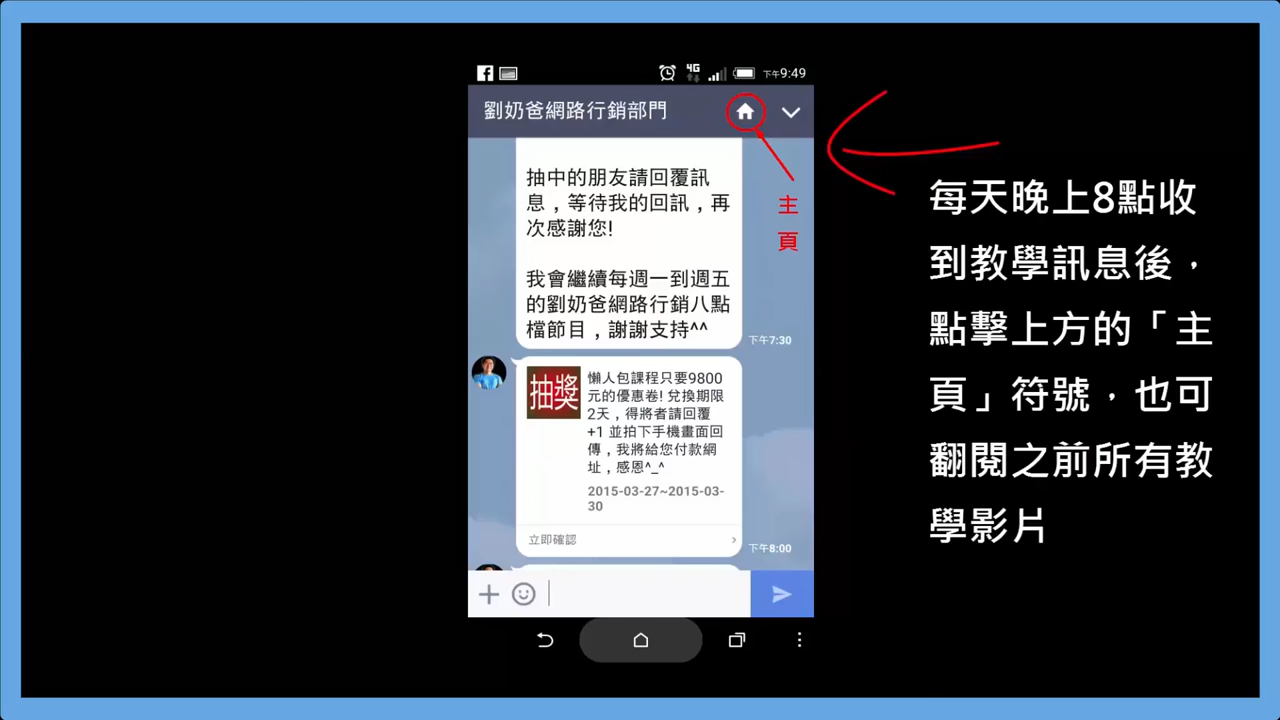 4G 下午9:49
劉奶爸網路行銷部門
抽中的朋友請回覆訊
息，等待我的回訊，再
次感謝您!
我會繼續每週一到週五
的劉奶爸網路行銷八點
檔節目，謝謝支持^^
下午7:30
抽獎
懶人包課程只要9800
元的優惠卷! 兌換期限
2天，得將者請回覆
+1 並拍下手機畫面回
傳，我將給您付款網
址，感恩^_^
2015-03-27~2015-03-
30
立即確認
下午8:00
主
頁
每天晚上8點收
到教學訊息後，
點擊上方的「主
頁」符號，也可
翻閱之前所有教
學影片